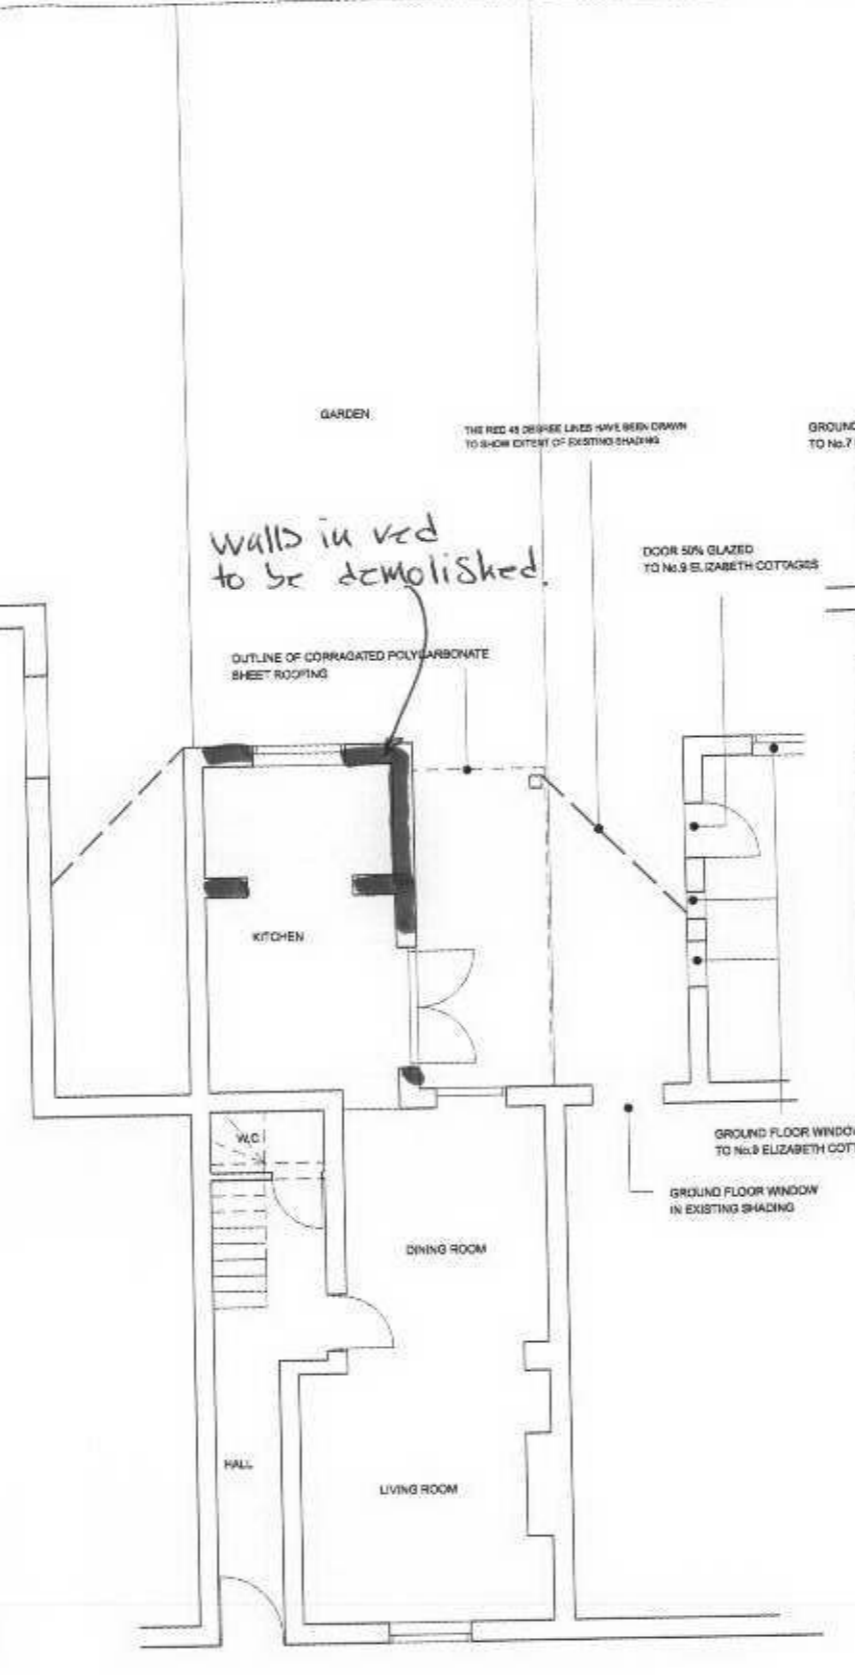 GARDEN
THE RED 45 DEGREE LINES HAVE BEEN DRAWN
TO SHOW EXTENT OF EXISTING SHADING
GROUND
TO No.7
walls in red
to be demolished.
DOOR 50% GLAZED
TO No.9 ELIZABETH COTTAGES
OUTLINE OF CORRAGATED POLYCARBONATE
SHEET ROOFING
KITCHEN
W.C
GROUND FLOOR WINDOW
TO No.9 ELIZABETH COTT
GROUND FLOOR WINDOW
IN EXISTING SHADING
DINING ROOM
HALL
LIVING ROOM